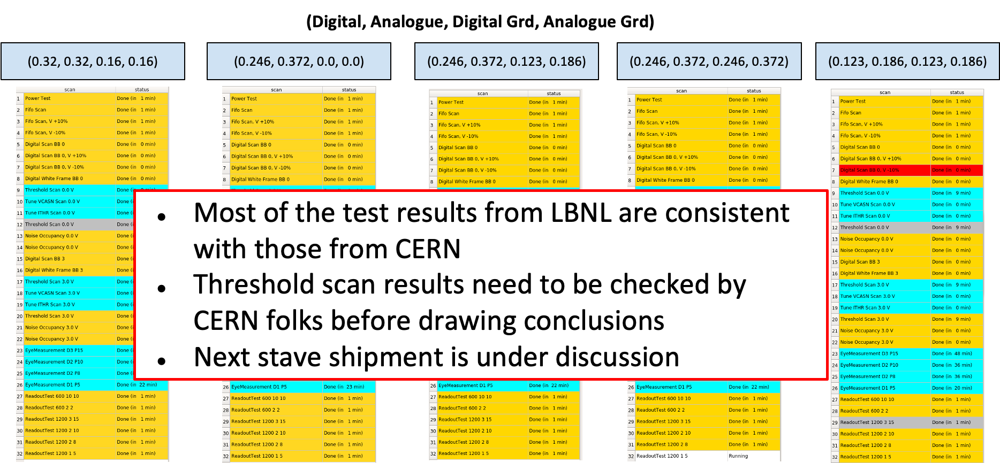 (Digital, Analogue, Digital Grd, Analogue Grd)
(0.32, 0.32, 0.16, 0.16)
scan status
1 Power Test Done (in 1 min)
2 Fifo Scan Done (in 1 min)
3 Fifo Scan, V +10% Done (in 1 min)
4 Fifo Scan, V -10% Done (in 1 min)
5 Digital Scan BB 0 Done (in 0 min)
6 Digital Scan BB 0, V +10% Done (in 0 min)
7 Digital Scan BB 0, V -10% Done (in 0 min)
8 Digital White Frame BB 0 Done (in 0 min)
9 Threshold Scan 0.0 V Done (i
10 Tune VCASN Scan 0.0 V Done (i
11 Tune ITHR Scan 0.0 V Done (i
12 Threshold Scan 0.0 V Done (i
13 Noise Occupancy 0.0 V Done (i
14 Noise Occupancy 0.0 V Done (i
15 Digital Scan BB 3 Done (i
16 Digital White Frame BB 3 Done (i
17 Threshold Scan 3.0 V Done (i
18 Tune VCASN Scan 3.0 V Done (i
19 Tune ITHR Scan 3.0 V Done (i
20 Threshold Scan 3.0 V Done (i
21 Noise Occupancy 3.0 V Done (i
22 Noise Occupancy 3.0 V Done (i
23 EyeMeasurement D3 P15 Done (i
24 EyeMeasurement D2 P10 Done (i
25 EyeMeasurement D2 P8 Done (i
26 EyeMeasurement D1 P5 Done (in 22 min)
27 ReadoutTest 600 10 10 Done (in 1 min)
28 ReadoutTest 600 2 2 Done (in 1 min)
29 ReadoutTest 1200 3 15 Done (in 1 min)
30 ReadoutTest 1200 2 10 Done (in 1 min)
31 ReadoutTest 1200 2 8 Done (in 1 min)
32 ReadoutTest 1200 1 5 Done (in 1 min)
(0.246, 0.372, 0.0, 0.0)
scan status
1 Power Test Done (in 1 min)
2 Fifo Scan Done (in 1 min)
3 Fifo Scan, V +10% Done (in 1 min)
4 Fifo Scan, V -10% Done (in 1 min)
5 Digital Scan BB 0 Done (in 0 min)
6 Digital Scan BB 0, V +10% Done (in 0 min)
7 Digital Scan BB 0, V -10% Done (in 0 min)
8 Digital White Frame BB 0 Done (in 0 min)
26 EyeMeasurement D1 P5 Done (in 23 min)
27 ReadoutTest 600 10 10 Done (in 1 min)
28 ReadoutTest 600 2 2 Done (in 1 min)
29 ReadoutTest 1200 3 15 Done (in 1 min)
30 ReadoutTest 1200 2 10 Done (in 1 min)
31 ReadoutTest 1200 2 8 Done (in 1 min)
32 ReadoutTest 1200 1 5 Done (in 1 min)
(0.246, 0.372, 0.123, 0.186)
scan status
1 Power Test Done (in 1 min)
2 Fifo Scan Done (in 1 min)
3 Fifo Scan, V +10% Done (in 1 min)
4 Fifo Scan, V -10% Done (in 1 min)
5 Digital Scan BB 0 Done (in 0 min)
6 Digital Scan BB 0, V +10% Done (in 0 min)
7 Digital Scan BB 0, V -10% Done (in 0 min)
8 Digital White Frame BB 0 Done (in 0 min)
26 EyeMeasurement D1 P5 Done (in 22 min)
27 ReadoutTest 600 10 10 Done (in 1 min)
28 ReadoutTest 600 2 2 Done (in 1 min)
29 ReadoutTest 1200 3 15 Done (in 1 min)
30 ReadoutTest 1200 2 10 Done (in 1 min)
31 ReadoutTest 1200 2 8 Done (in 1 min)
32 ReadoutTest 1200 1 5 Done (in 1 min)
(0.246, 0.372, 0.246, 0.372)
scan status
1 Power Test Done (in 1 min)
2 Fifo Scan Done (in 1 min)
3 Fifo Scan, V +10% Done (in 1 min)
4 Fifo Scan, V -10% Done (in 1 min)
5 Digital Scan BB 0 Done (in 0 min)
6 Digital Scan BB 0, V +10% Done (in 0 min)
7 Digital Scan BB 0, V -10% Done (in 0 min)
8 Digital White Frame BB 0 Done (in 0 min)
26 EyeMeasurement D1 P5 Done (in 22 min)
27 ReadoutTest 600 10 10 Done (in 1 min)
28 ReadoutTest 600 2 2 Done (in 1 min)
29 ReadoutTest 1200 3 15 Done (in 1 min)
30 ReadoutTest 1200 2 10 Done (in 1 min)
31 ReadoutTest 1200 2 8 Done (in 1 min)
32 ReadoutTest 1200 1 5 Running
(0.123, 0.186, 0.123, 0.186)
scan status
1 Power Test Done (in 1 min)
2 Fifo Scan Done (in 1 min)
3 Fifo Scan, V +10% Done (in 1 min)
4 Fifo Scan, V -10% Done (in 1 min)
5 Digital Scan BB 0 Done (in 0 min)
6 Digital Scan BB 0, V +10% Done (in 0 min)
7 Digital Scan BB 0, V -10% Done (in 0 min)
8 Digital White Frame BB 0 Done (in 0 min)
9 Threshold Scan 0.0 V Done (in 9 min)
10 Tune VCASN Scan 0.0 V Done (in 0 min)
11 Tune ITHR Scan 0.0 V Done (in 0 min)
12 Threshold Scan 0.0 V Done (in 9 min)
13 Noise Occupancy 0.0 V Done (in 0 min)
14 Noise Occupancy 0.0 V Done (in 0 min)
15 Digital Scan BB 3 Done (in 0 min)
16 Digital White Frame BB 3 Done (in 0 min)
17 Threshold Scan 3.0 V Done (in 9 min)
18 Tune VCASN Scan 3.0 V Done (in 0 min)
19 Tune ITHR Scan 3.0 V Done (in 0 min)
20 Threshold Scan 3.0 V Done (in 9 min)
21 Noise Occupancy 3.0 V Done (in 0 min)
22 Noise Occupancy 3.0 V Done (in 0 min)
23 EyeMeasurement D3 P15 Done (in 48 min)
24 EyeMeasurement D2 P10 Done (in 36 min)
25 EyeMeasurement D2 P8 Done (in 36 min)
26 EyeMeasurement D1 P5 Done (in 20 min)
27 ReadoutTest 600 10 10 Done (in 1 min)
28 ReadoutTest 600 2 2 Done (in 1 min)
29 ReadoutTest 1200 3 15 Done (in 1 min)
30 ReadoutTest 1200 2 10 Done (in 1 min)
31 ReadoutTest 1200 2 8 Done (in 1 min)
32 ReadoutTest 1200 1 5 Done (in 1 min)
• Most of the test results from LBNL are consistent
with those from CERN
• Threshold scan results need to be checked by
CERN folks before drawing conclusions
• Next stave shipment is under discussion